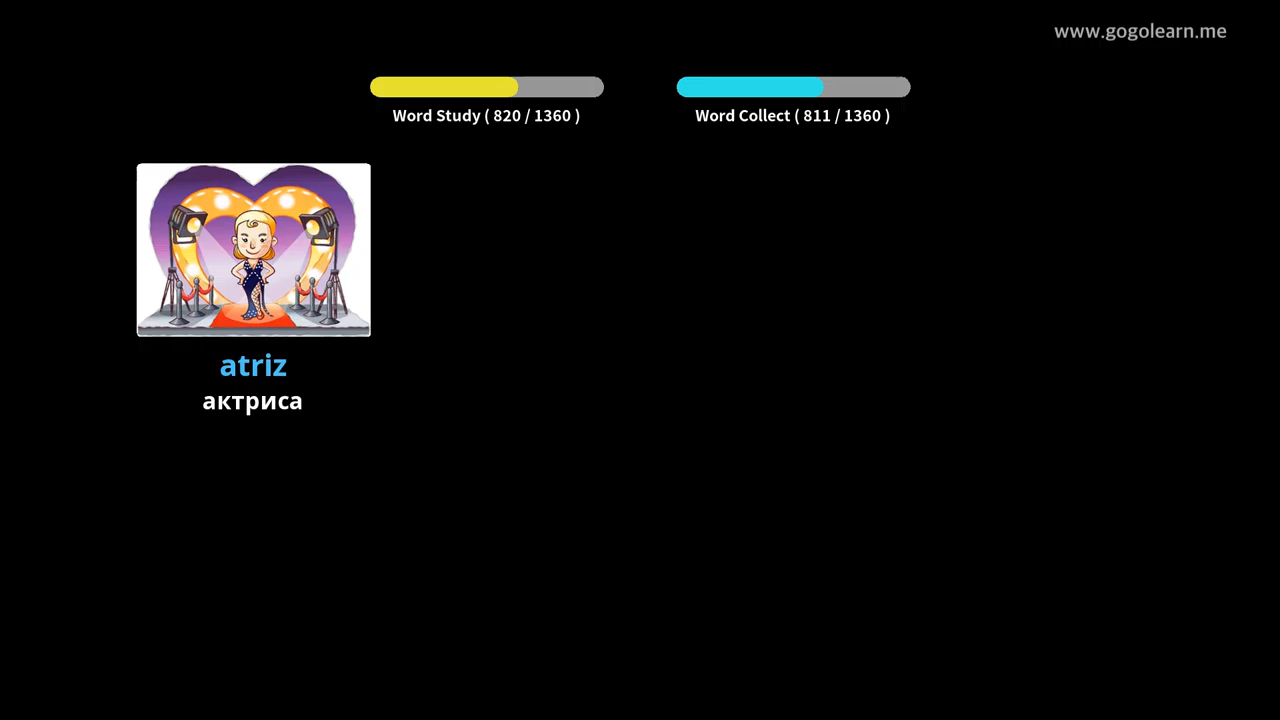 www.gogolearn.me
Word Study ( 820 / 1360 )
Word Collect ( 811 / 1360 )
atriz
актриса